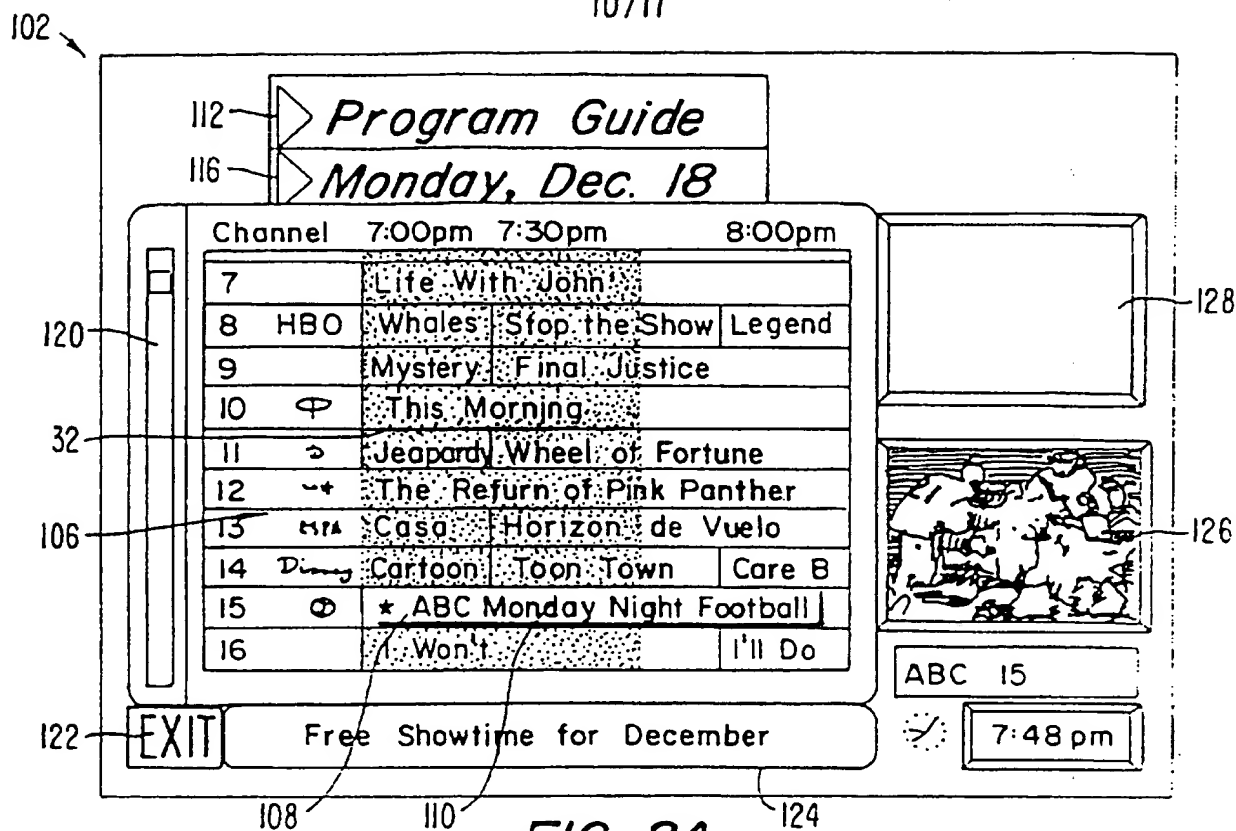 10/17
102
112
Program Guide
116
Monday, Dec. 18
Channel 7:00pm 7:30pm 8:00pm
7 Life With John
8 HBO Whales Stop the Show Legend
128
120
9 Mystery Final Justice
10 This Morning
32
11 Jeapardy Wheel of Fortune
12 The Return of Pink Panther
106
13 Casa Horizon de Vuelo
126
14 Disney Cartoon Toon Town Care B
15 * ABC Monday Night Football
16 I Won't I'll Do
ABC 15
122
EXIT
Free Showtime for December
7:48 pm
108 110 124